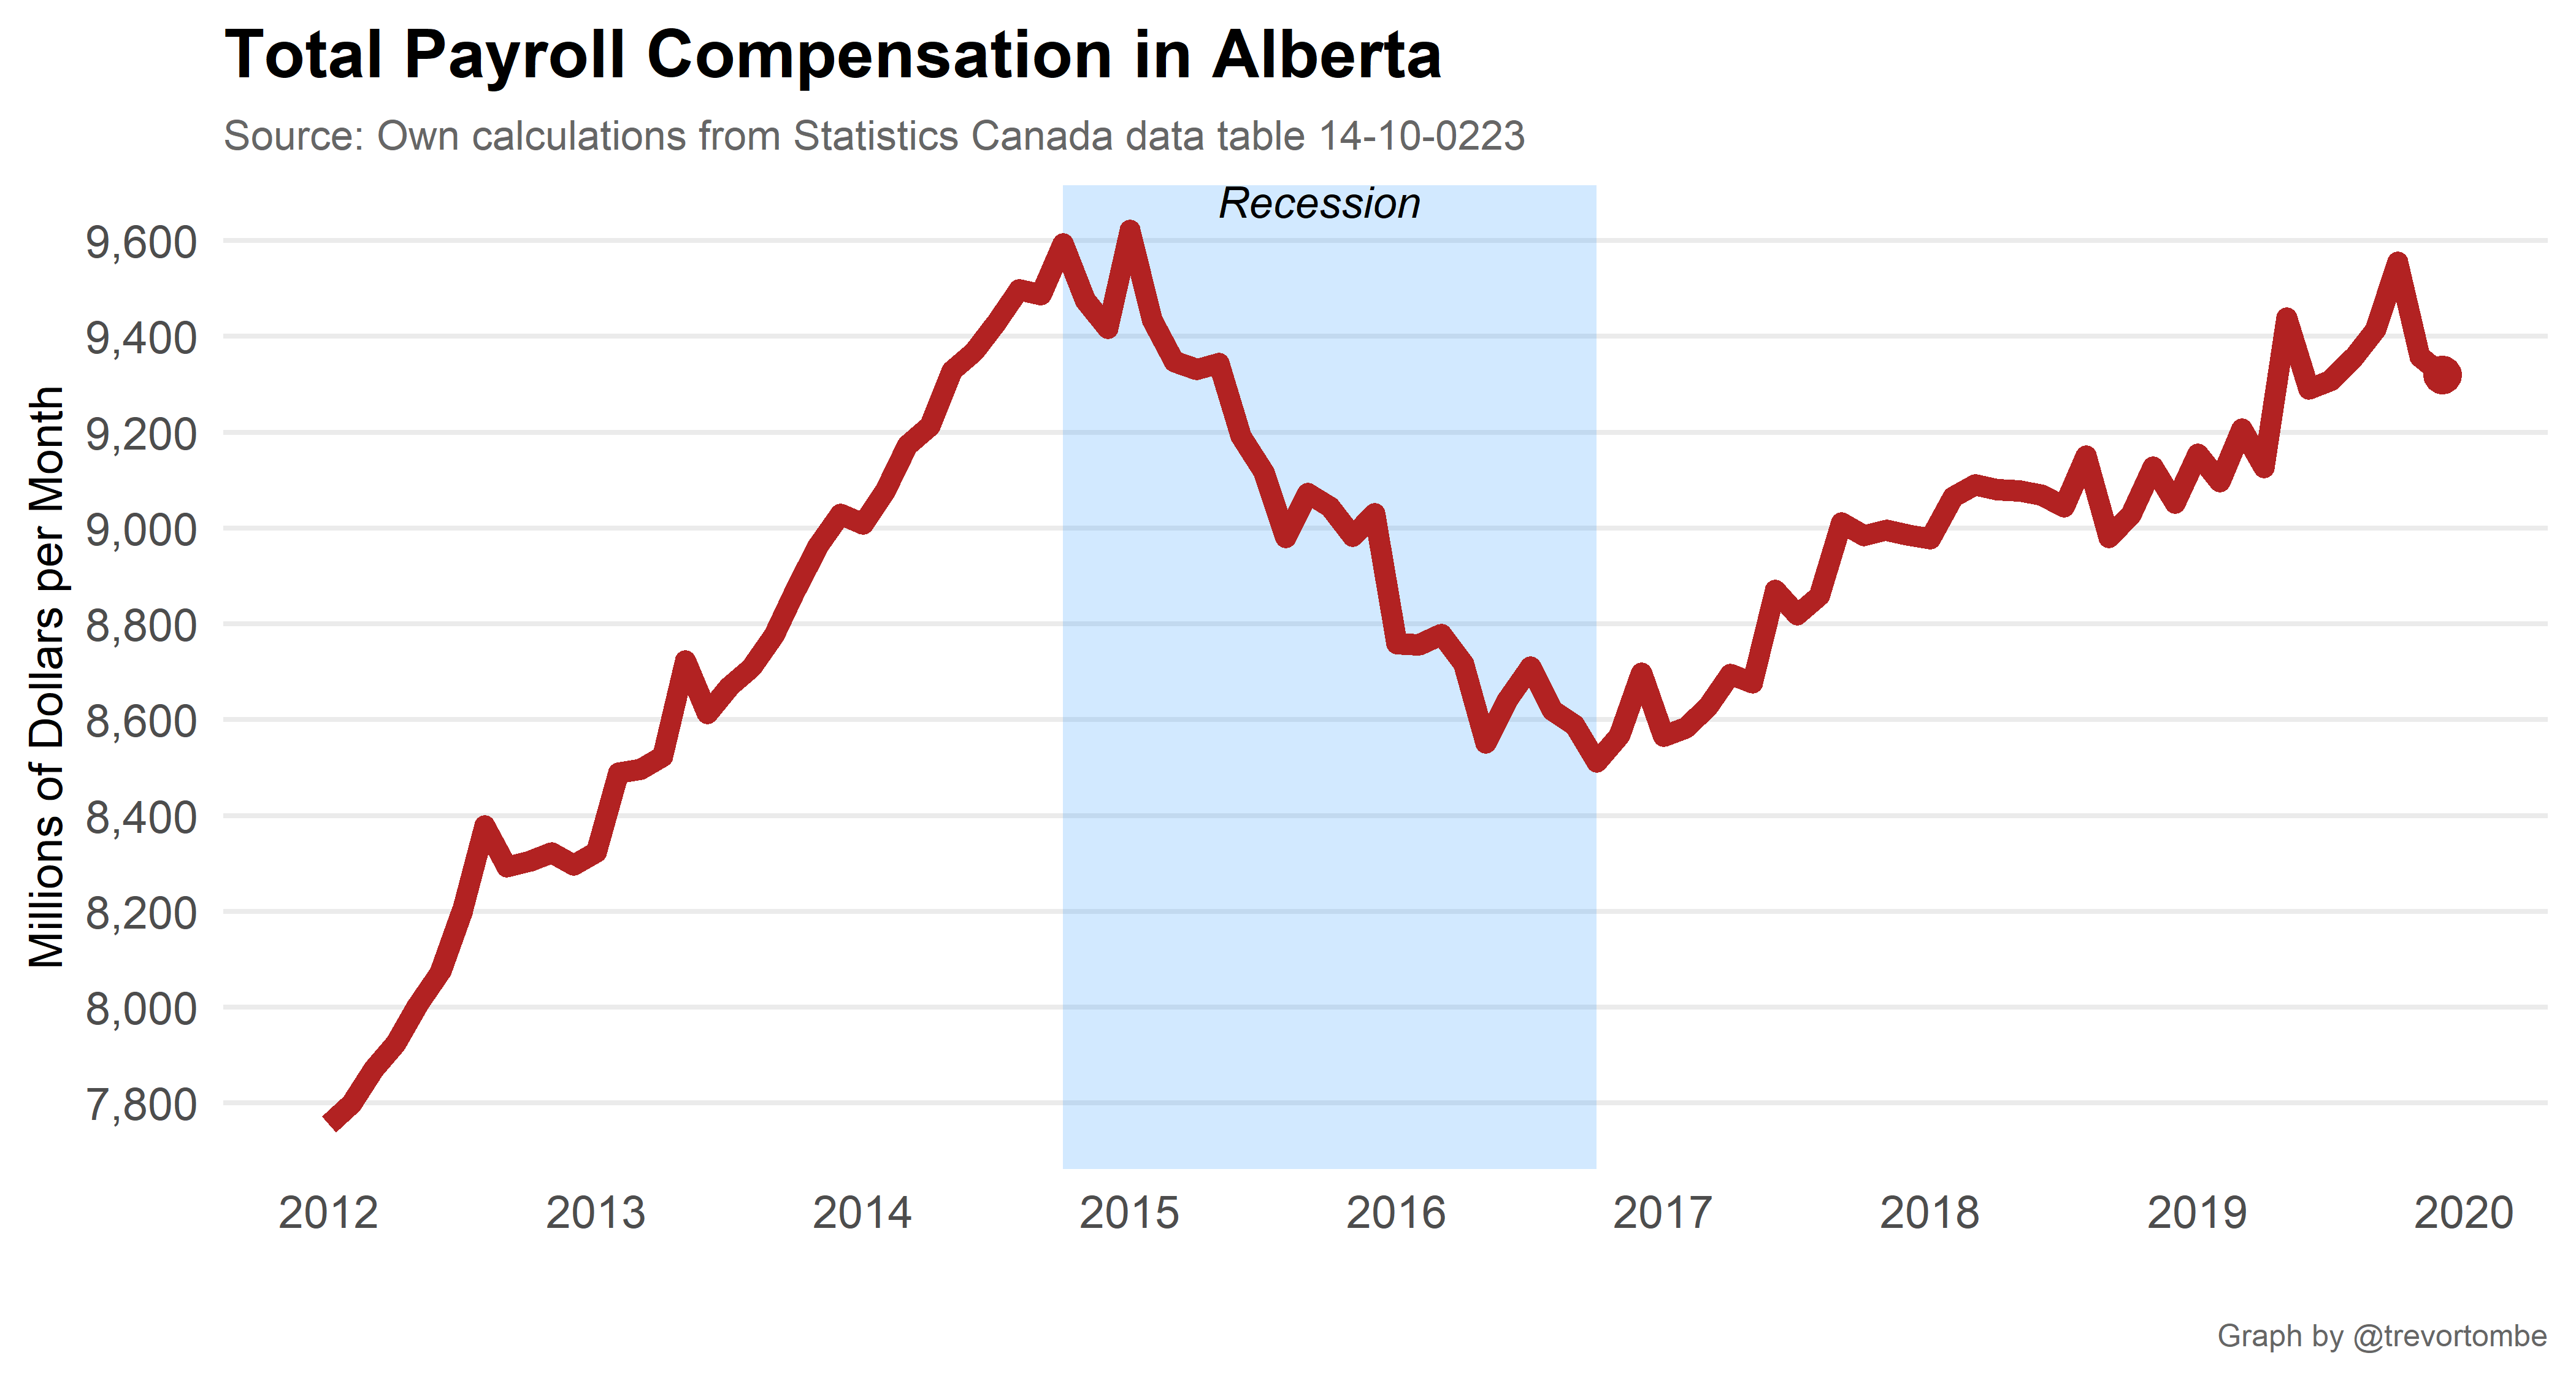 Total Payroll Compensation in Alberta
Source: Own calculations from Statistics Canada data table 14-10-0223
Recession
Millions of Dollars per Month
9,600
9,400
9,200
9,000
8,800
8,600
8,400
8,200
8,000
7,800
2012 2013 2014 2015 2016 2017 2018 2019 2020
Graph by @trevortombe